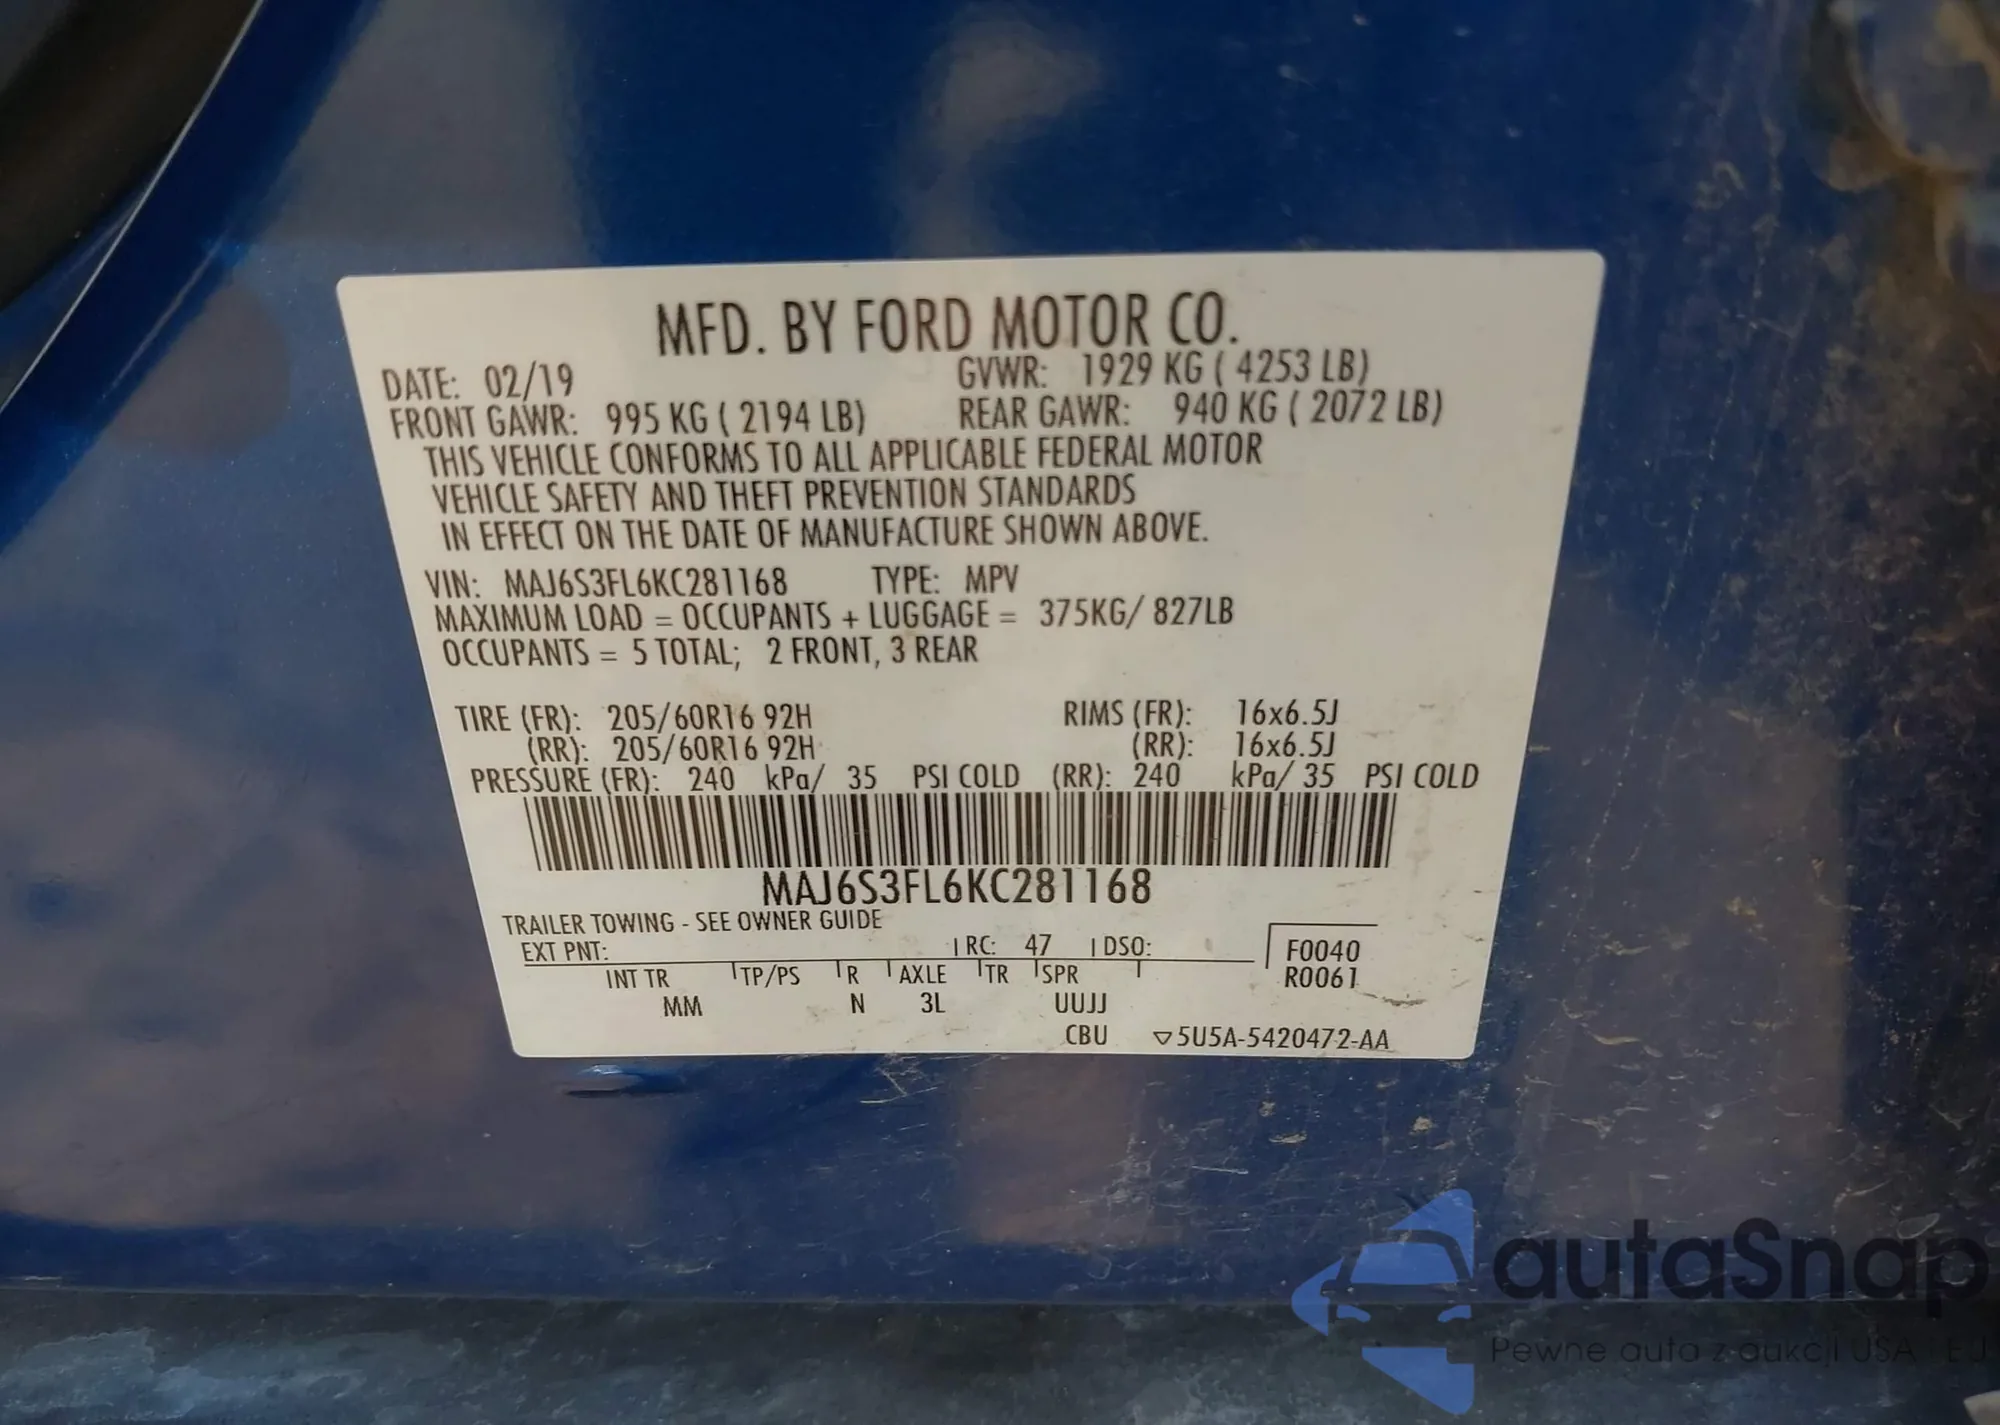 MFD. BY FORD MOTOR CO.
DATE: 02/19 GVWR: 1929 KG ( 4253 LB)
FRONT GAWR: 995 KG ( 2194 LB) REAR GAWR: 940 KG ( 2072 LB)
THIS VEHICLE CONFORMS TO ALL APPLICABLE FEDERAL MOTOR
VEHICLE SAFETY AND THEFT PREVENTION STANDARDS
IN EFFECT ON THE DATE OF MANUFACTURE SHOWN ABOVE.
VIN: MAJ6S3FL6KC281168 TYPE: MPV
MAXIMUM LOAD = OCCUPANTS + LUGGAGE = 375KG/ 827LB
OCCUPANTS = 5 TOTAL; 2 FRONT, 3 REAR
TIRE (FR): 205/60R16 92H RIMS (FR): 16x6.5J
(RR): 205/60R16 92H (RR): 16x6.5J
PRESSURE (FR): 240 kPa/ 35 PSI COLD (RR): 240 kPa/ 35 PSI COLD
MAJ6S3FL6KC281168
TRAILER TOWING - SEE OWNER GUIDE
EXT PNT: RC: 47 DSO: F0040
INT TR TP/PS R AXLE TR SPR R0061
MM N 3L UUJJ
CBU 5U5A-5420472-AA
autaSnap
Pewne auta z aukcji USA i EU